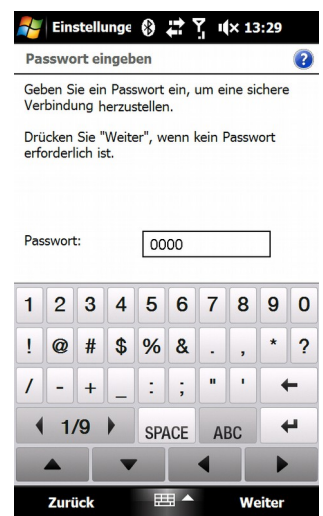 Einstellunge 13:29
Passwort eingeben ?
Geben Sie ein Passwort ein, um eine sichere
Verbindung herzustellen.
Drücken Sie "Weiter", wenn kein Passwort
erforderlich ist.
Passwort: 0000
1 2 3 4 5 6 7 8 9 0
! @ # $ % & . , * ?
/ - + _ : ; " '
1/9 SPACE ABC
Zurück Weiter